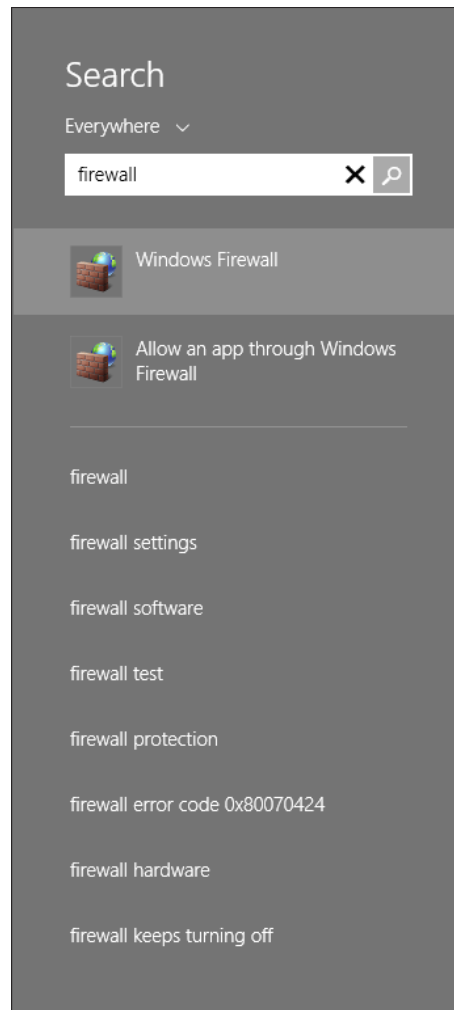 Search
Everywhere
firewall
Windows Firewall
Allow an app through Windows
Firewall
firewall
firewall settings
firewall software
firewall test
firewall protection
firewall error code 0x80070424
firewall hardware
firewall keeps turning off